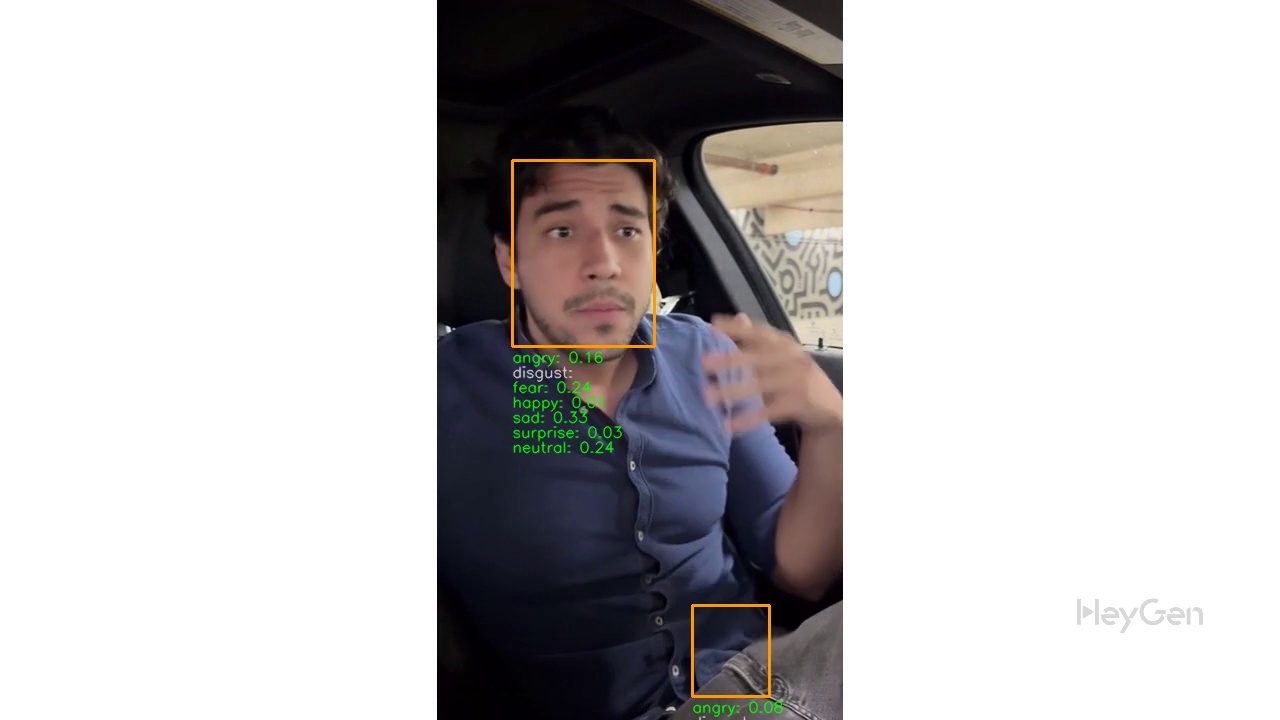 angry: 0.16
disgust:
fear: 0.24
happy: 0.01
sad: 0.33
surprise: 0.03
neutral: 0.24
HeyGen
angry: 0.08